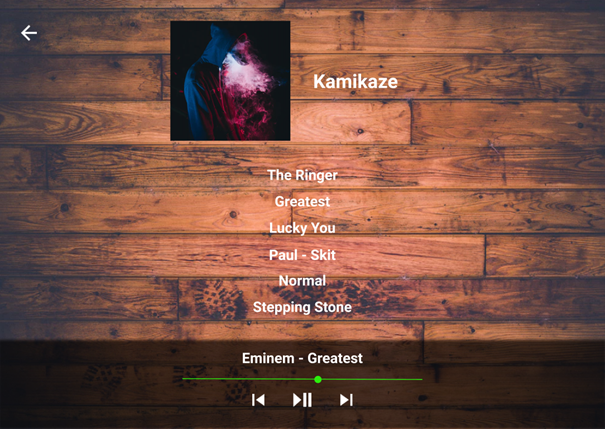 Kamikaze
The Ringer
Greatest
Lucky You
Paul - Skit
Normal
Stepping Stone
Eminem - Greatest